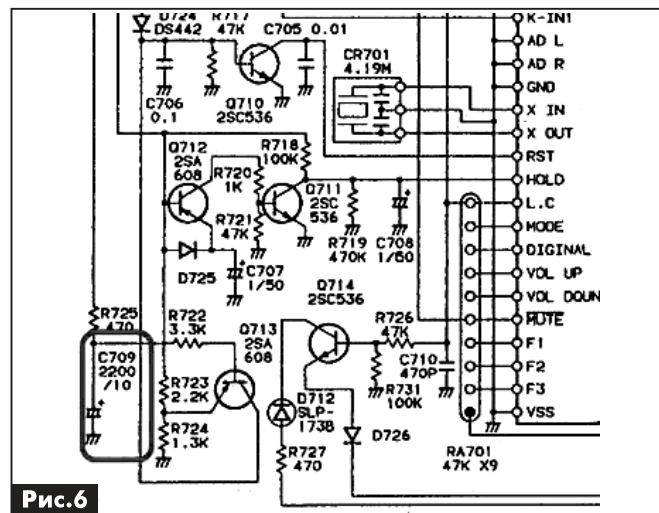 D724
DS442
R717
47K
C705 0.01
C706
0.1
Q710
2SC536
CR701
4.19M
K-IN1
AD L
AD R
GND
X IN
X OUT
RST
HOLD
L.C
MODE
DIGINAL
VOL UP
VOL DOUN
MUTE
F1
F2
F3
VSS
Q712
2SA
608
R720
1K
R721
47K
R718
100K
Q711
2SC
536
R719
470K
C708
1/50
D725
C707
1/50
Q714
2SC536
R725
470
R722
3.3K
Q713
2SA
608
R726
47K
C709
2200
/10
R723
2.2K
R724
1.3K
D712
SLP-
173B
R727
470
C710
470P
R731
100K
D726
RA701
47K X9
Рис.6